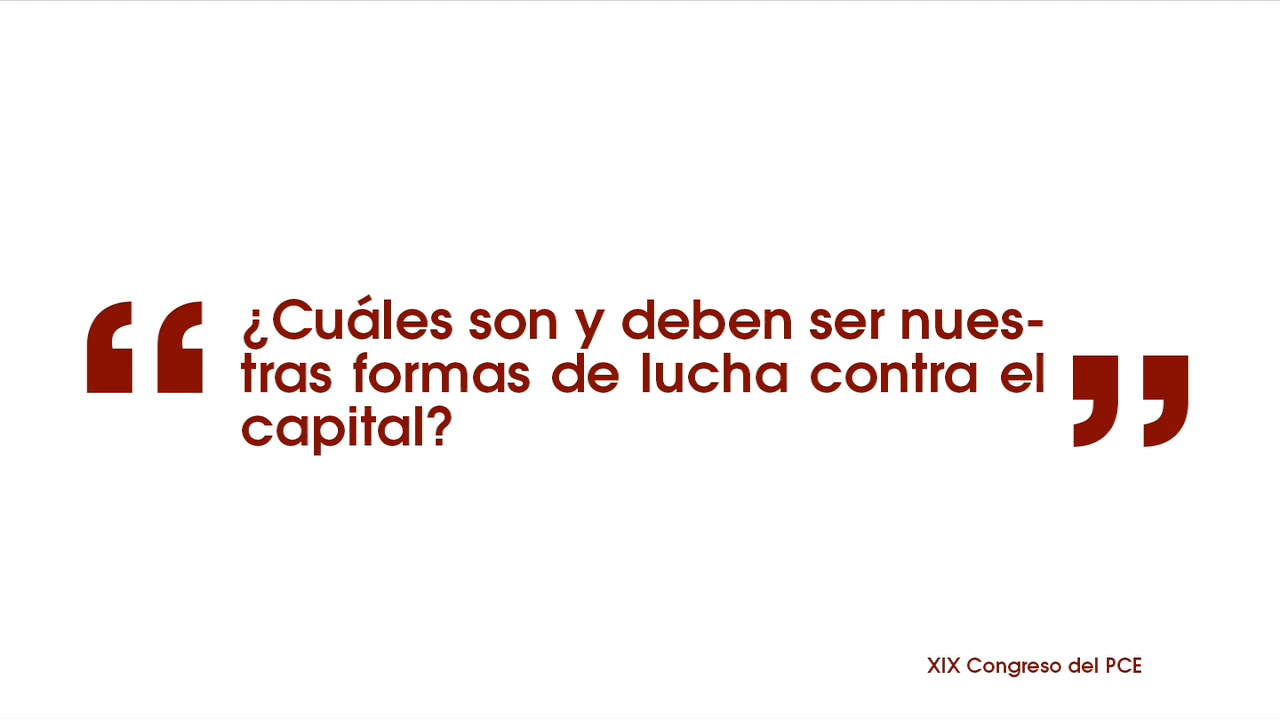 “¿Cuáles son y deben ser nues-
tras formas de lucha contra el
capital?”
XIX Congreso del PCE